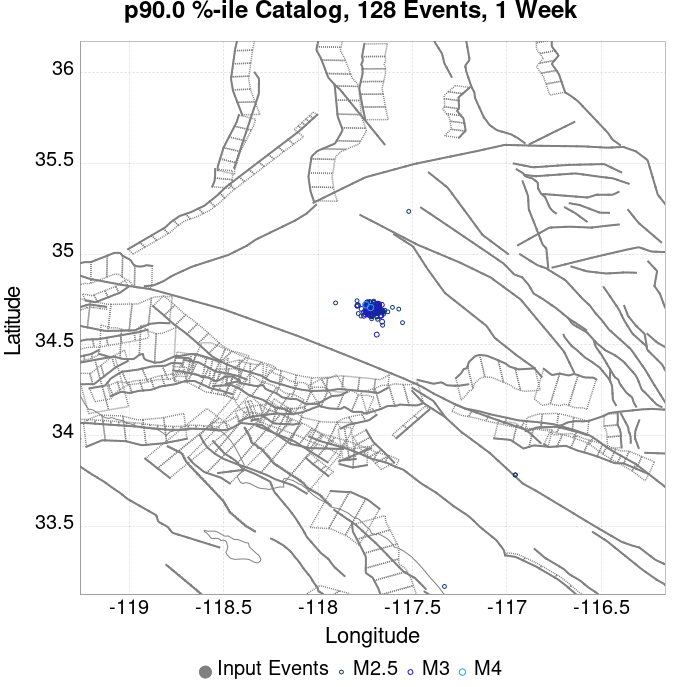 p90.0 %-ile Catalog, 128 Events, 1 Week
36
35.5
35
34.5
34
33.5
Latitude
-119 -118.5 -118 -117.5 -117 -116.5
Longitude
Input Events M2.5 M3 M4